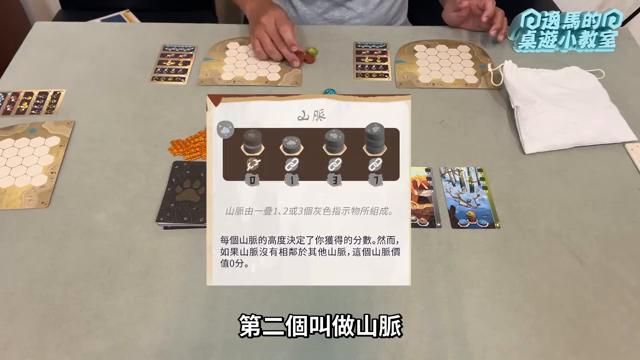 逸馬的
桌遊小教室
山脈
0 1 3 7
山脈由一疊1、2或3個灰色指示物所組成。
每個山脈的高度決定了你獲得的分數。然而,
如果山脈沒有相鄰於其他山脈,這個山脈價
值0分。
第二個叫做山脈